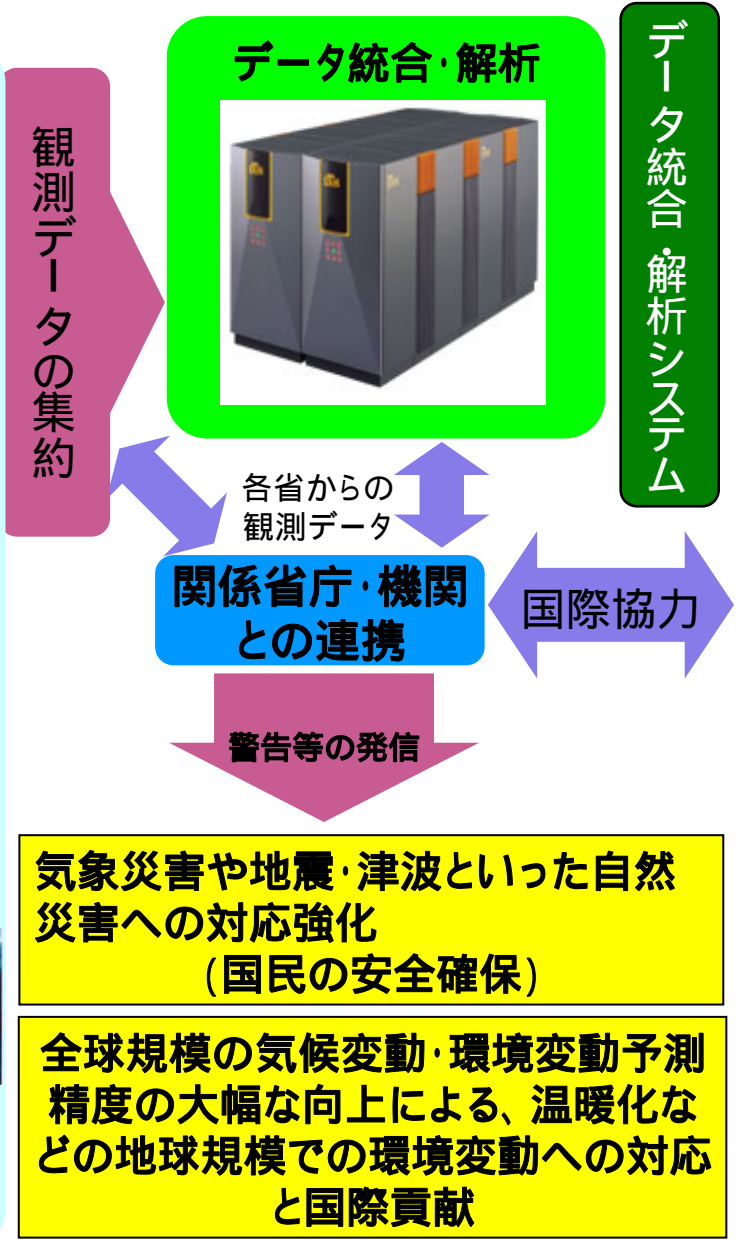 データ統合・解析
データ統合・解析システム
観測データの集約
各省からの
観測データ
関係省庁・機関
との連携
国際協力
警告等の発信
気象災害や地震・津波といった自然
災害への対応強化
(国民の安全確保)
全球規模の気候変動・環境変動予測
精度の大幅な向上による、温暖化な
どの地球規模での環境変動への対応
と国際貢献